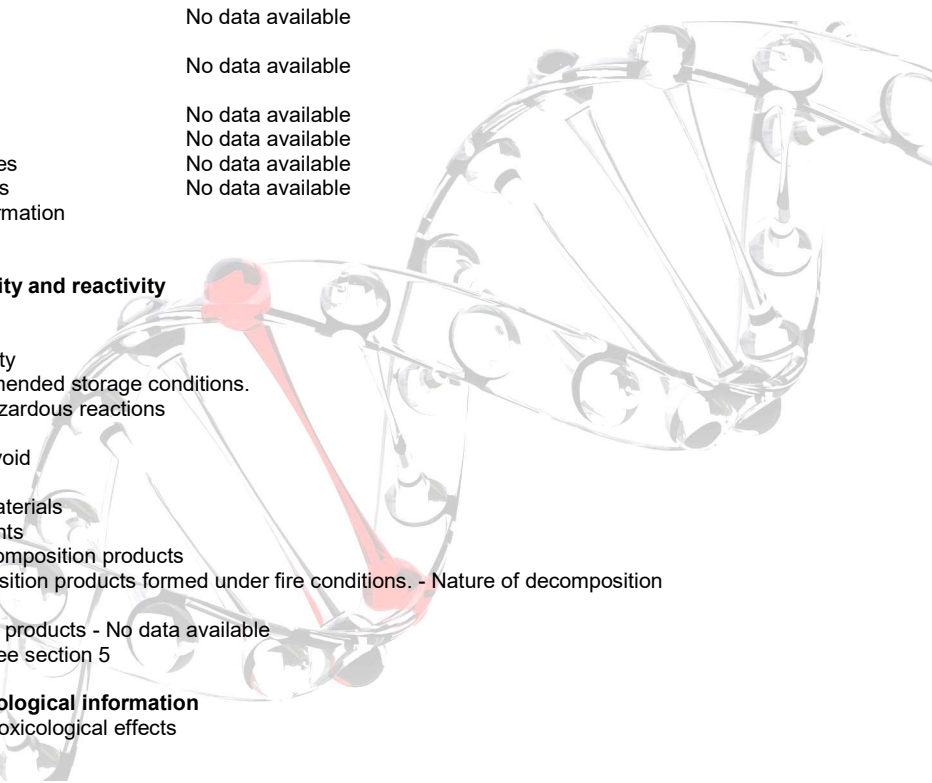 No data available
No data available
No data available
No data available
es No data available
s No data available
rmation
ity and reactivity
ty
mended storage conditions.
zardous reactions
void
aterials
nts
omposition products
sition products formed under fire conditions. - Nature of decomposition
products - No data available
ee section 5
ological information
oxicological effects